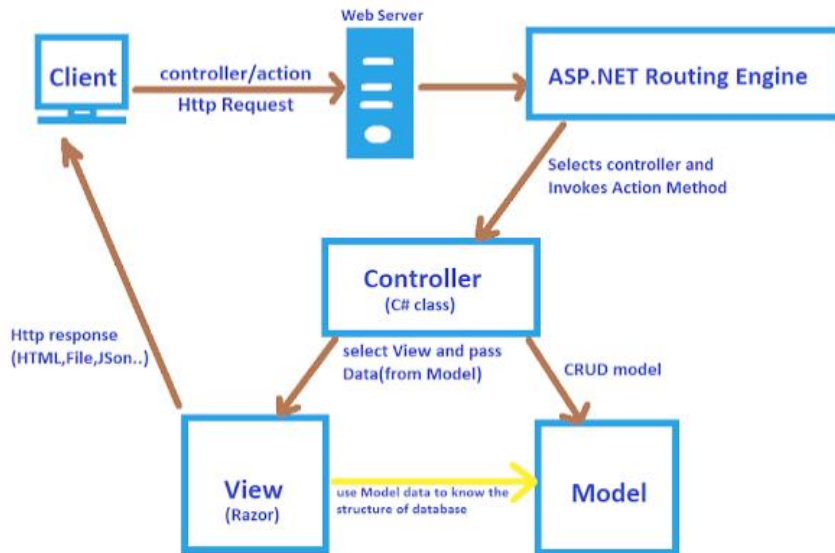 Web Server
Client
controller/action
Http Request
ASP.NET Routing Engine
Selects controller and
Invokes Action Method
Controller
(C# class)
Http response
(HTML,File,JSon..)
select View and pass
Data(from Model)
CRUD model
View
(Razor)
use Model data to know the
structure of database
Model